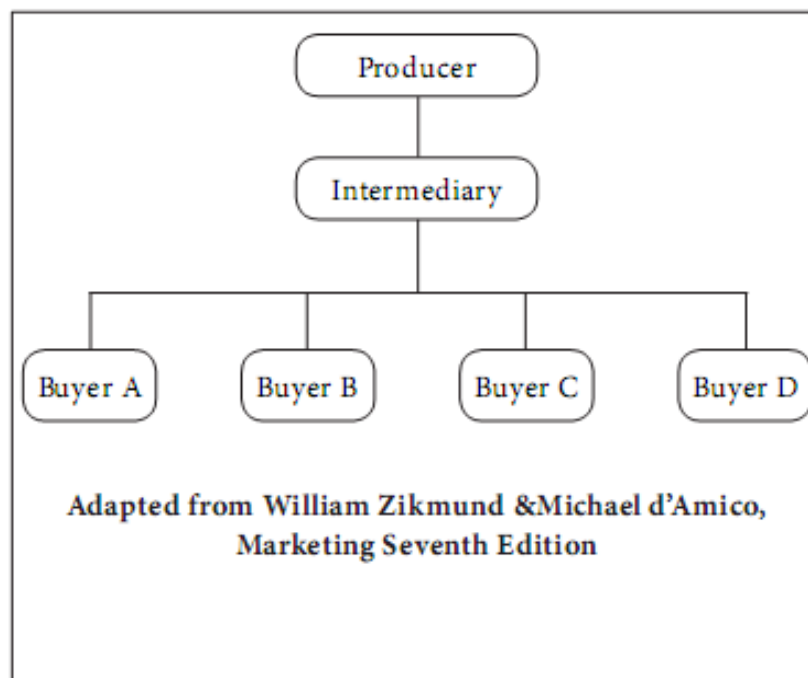 Producer
Intermediary
Buyer A
Buyer B
Buyer C
Buyer D
Adapted from William Zikmund &Michael d’Amico,
Marketing Seventh Edition